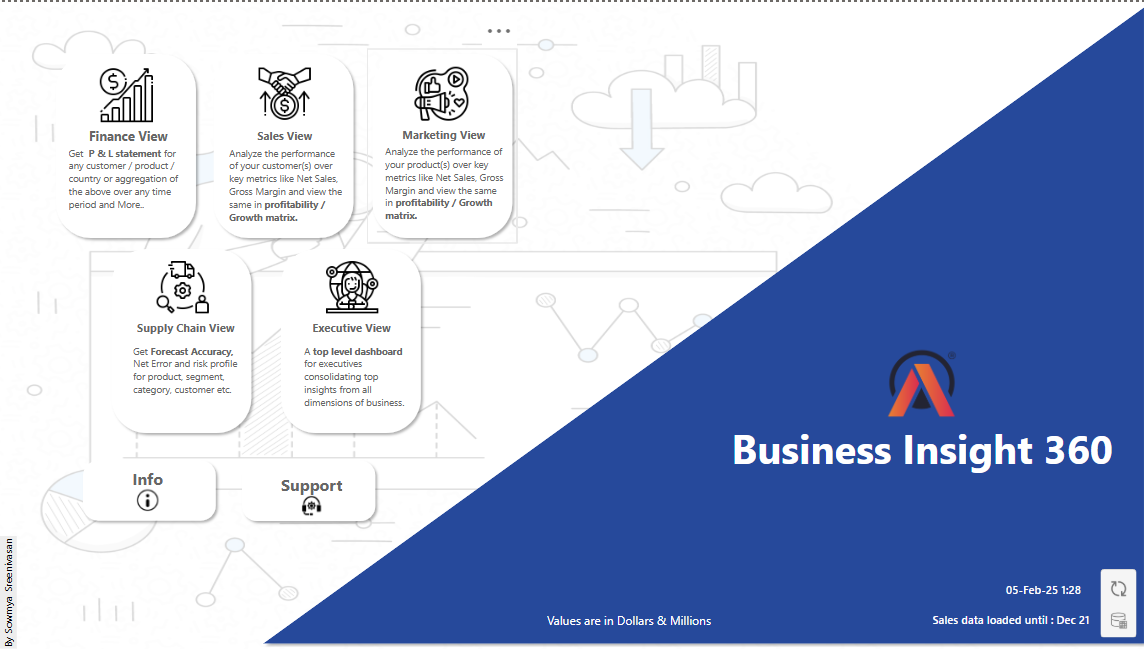 Finance View
Get P & L statement for
any customer / product /
country or aggregation of
the above over any time
period and More..
Sales View
Analyze the performance
of your customer(s) over
key metrics like Net Sales,
Gross Margin and view the
same in profitability /
Growth matrix.
Marketing View
Analyze the performance of
your product(s) over key
metrics like Net Sales, Gross
Margin and view the same
in profitability / Growth
matrix.
Supply Chain View
Get Forecast Accuracy,
Net Error and risk profile
for product, segment,
category, customer etc.
Executive View
A top level dashboard
for executives
consolidating top
insights from all
dimensions of business.
Info
Support
Business Insight 360
By Sowmya Sreenivasan
Values are in Dollars & Millions
05-Feb-25 1:28
Sales data loaded until : Dec 21